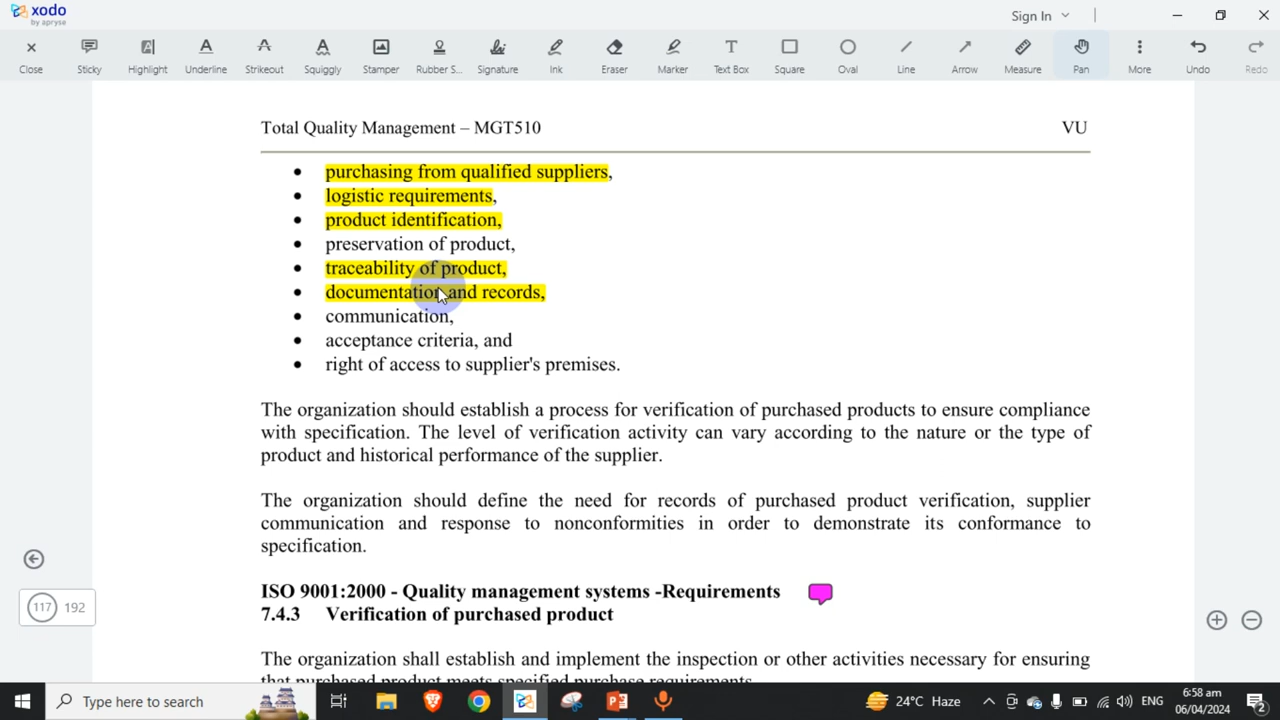 xodo
by apryse
Sign In
Close
Sticky
Highlight
Underline
Strikeout
Squiggly
Stamper
Rubber S...
Signature
Ink
Eraser
Marker
Text Box
Square
Oval
Line
Arrow
Measure
Pan
More
Undo
Redo
Total Quality Management – MGT510 VU
• purchasing from qualified suppliers,
• logistic requirements,
• product identification,
• preservation of product,
• traceability of product,
• documentation and records,
• communication,
• acceptance criteria, and
• right of access to supplier's premises.
The organization should establish a process for verification of purchased products to ensure compliance
with specification. The level of verification activity can vary according to the nature or the type of
product and historical performance of the supplier.
The organization should define the need for records of purchased product verification, supplier
communication and response to nonconformities in order to demonstrate its conformance to
specification.
ISO 9001:2000 - Quality management systems -Requirements
7.4.3 Verification of purchased product
The organization shall establish and implement the inspection or other activities necessary for ensuring
that purchased product meets specified purchase requirements.
117 192
Type here to search
24°C Haze
ENG
6:58 am
06/04/2024
2